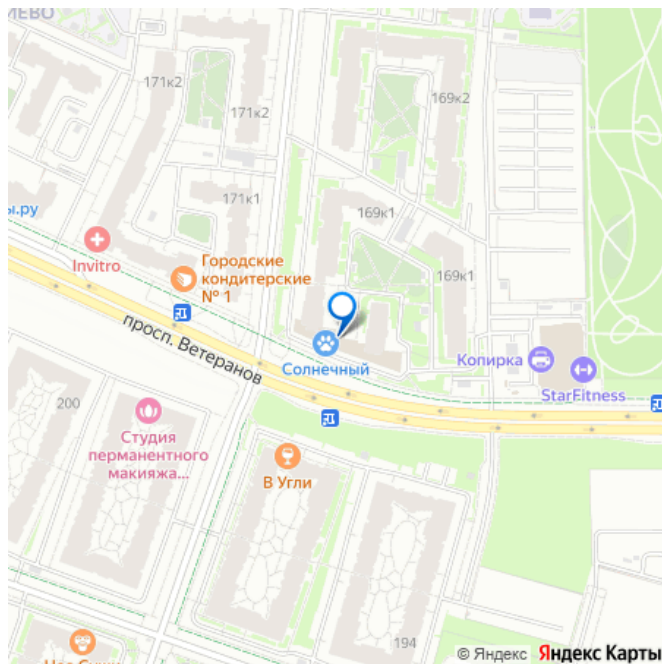 ИЕВО
171к2
171к2
169к2
171к1
169к1
ы.ру
Invitro
Городские
кондитерские
№ 1
169к1
просп. Ветеранов
Солнечный
Копирка
StarFitness
200
Студия
перманентного
макияжа...
В Угли
194
© Яндекс Яндекс Карты